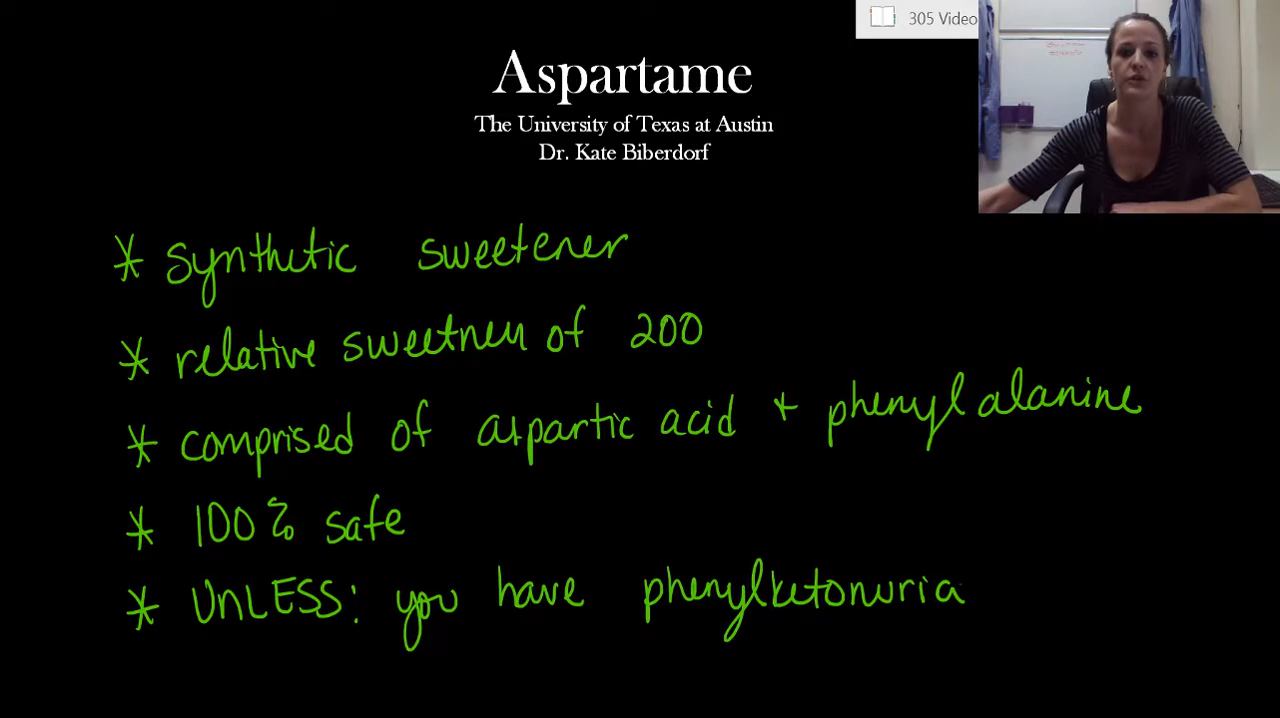 305 Video
Aspartame
The University of Texas at Austin
Dr. Kate Biberdorf
* synthetic sweetener
* relative sweetness of 200
* comprised of aspartic acid + phenylalanine
* 100% safe
* UNLESS: you have phenylketonuria